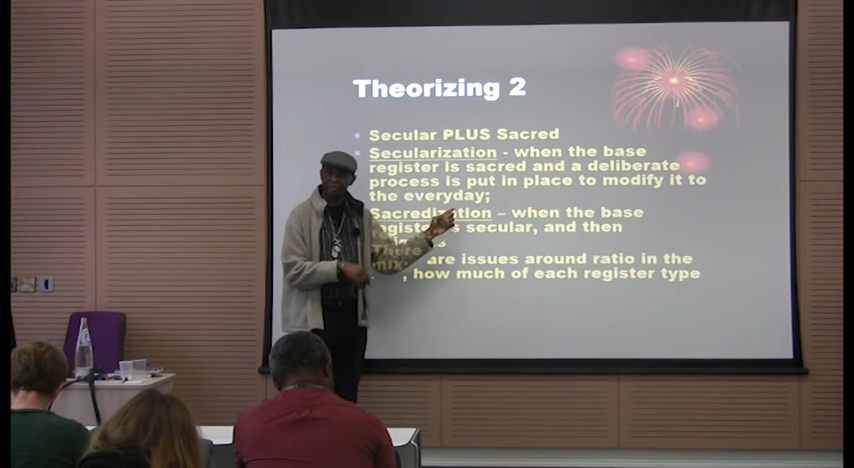 Theorizing 2
Secular PLUS Sacred
Secularization - when the base
register is sacred and a deliberate
process is put in place to modify it to
the everyday;
Sacredization – when the base
is secular, and then
are issues around ratio in the
mix:
, how much of each register type